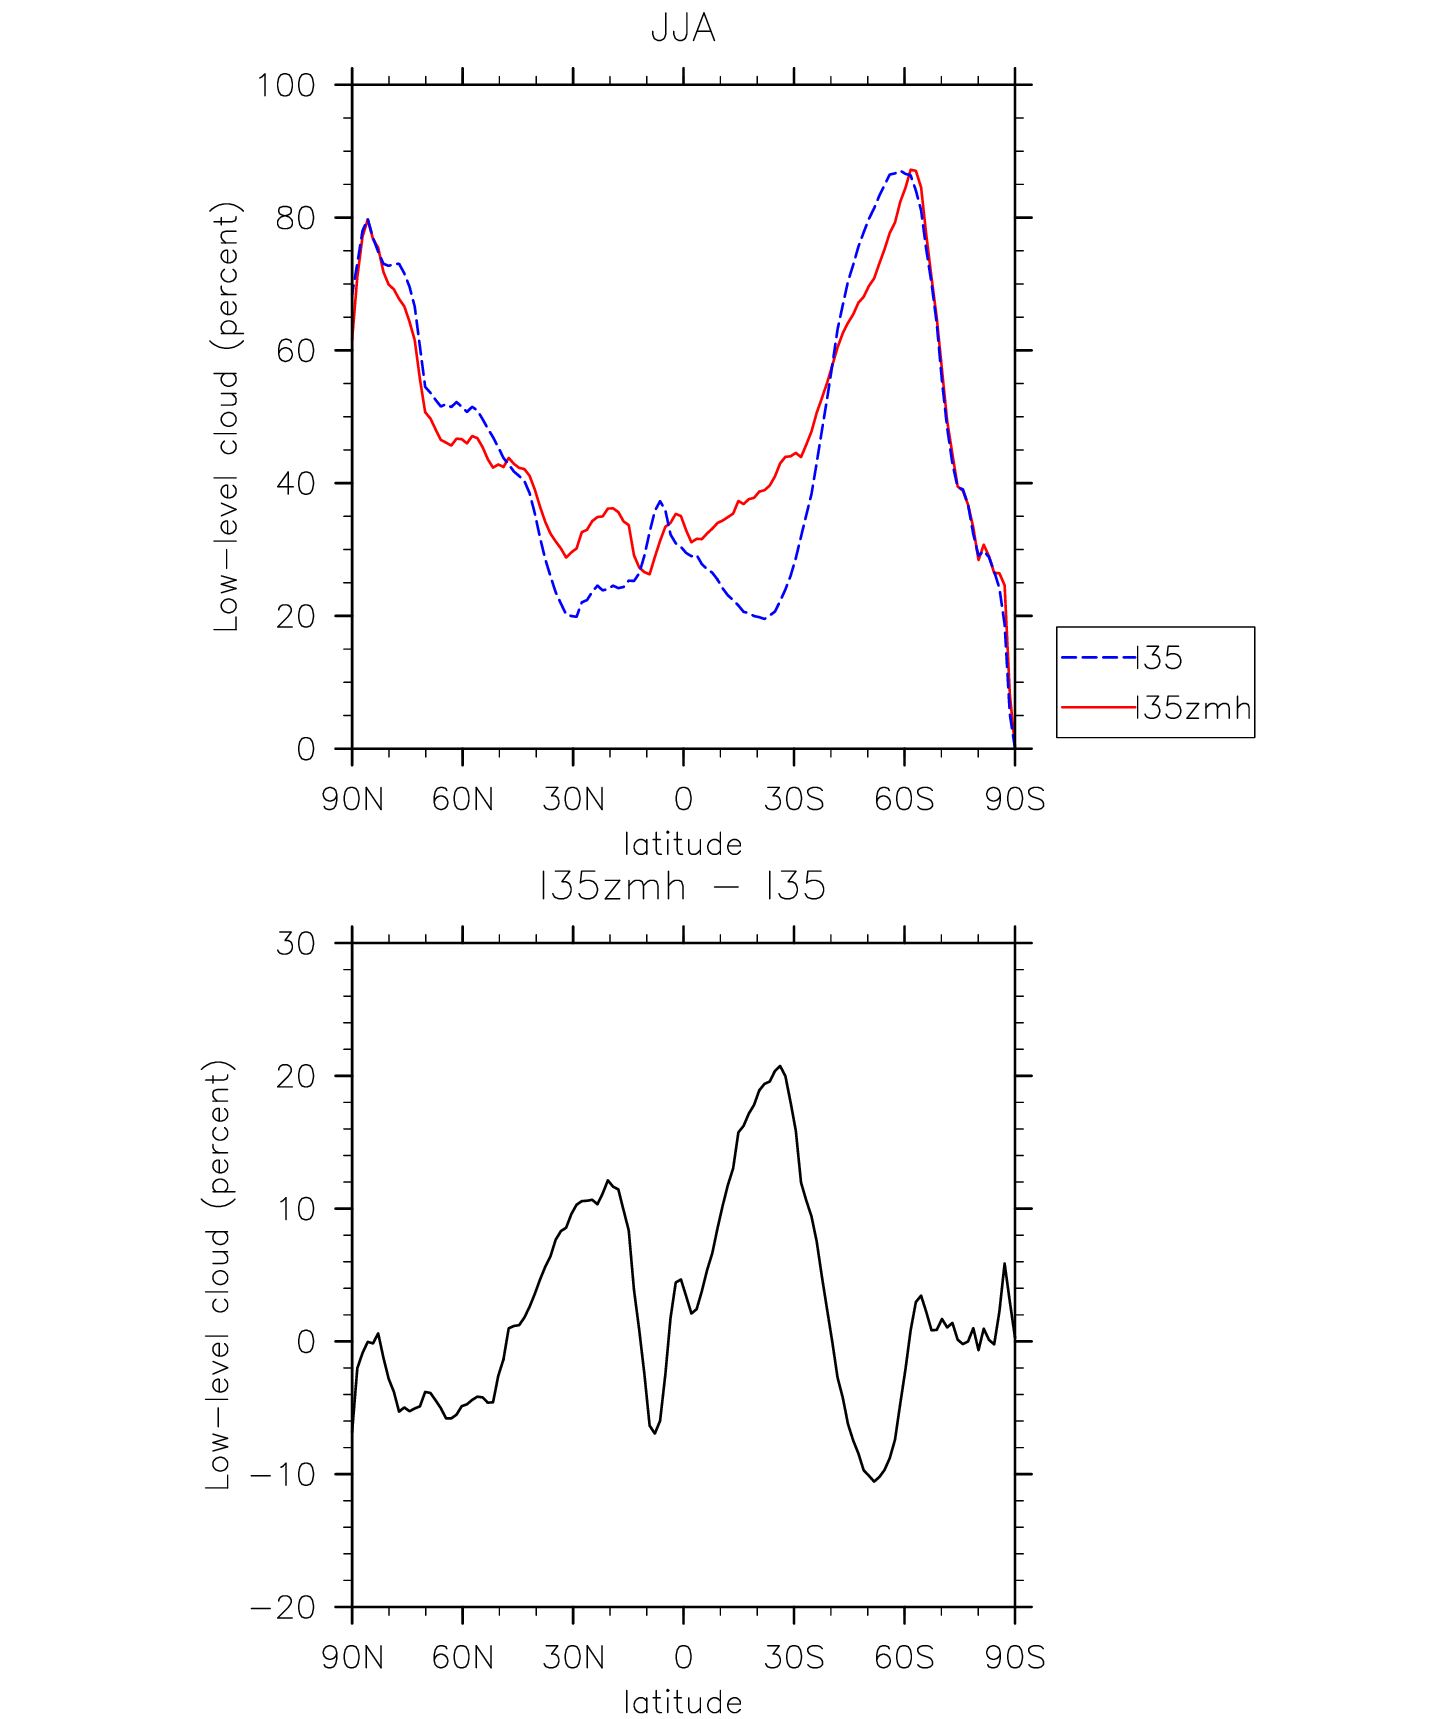 JJA
Low-level cloud (percent)
100
80
60
40
20
0
90N 60N 30N 0 30S 60S 90S
latitude
I35
I35zmh
I35zmh - I35
Low-level cloud (percent)
30
20
10
0
-10
-20
90N 60N 30N 0 30S 60S 90S
latitude